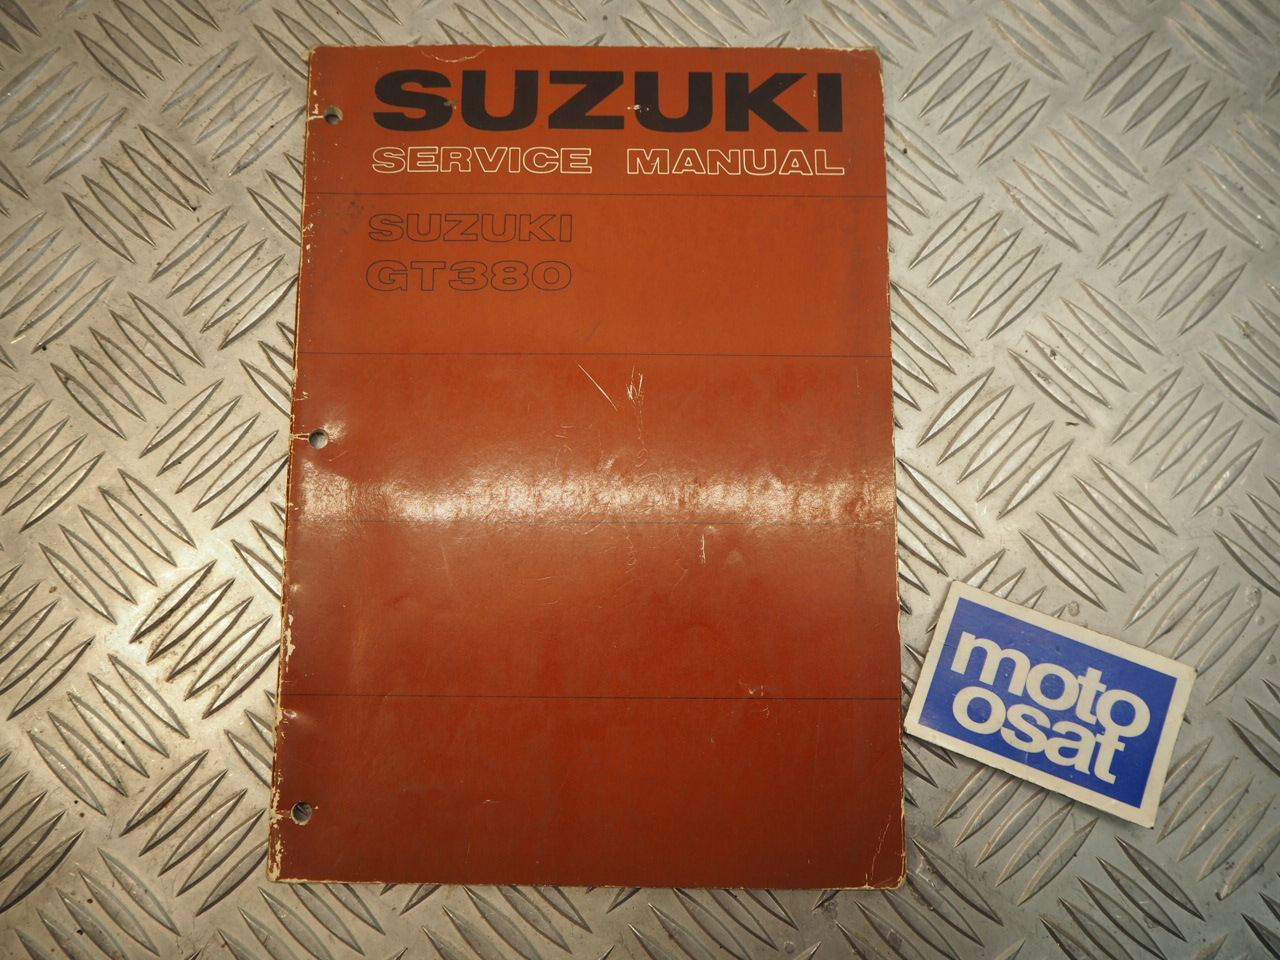 SUZUKI
SERVICE MANUAL
SUZUKI
GT380
moto
osat